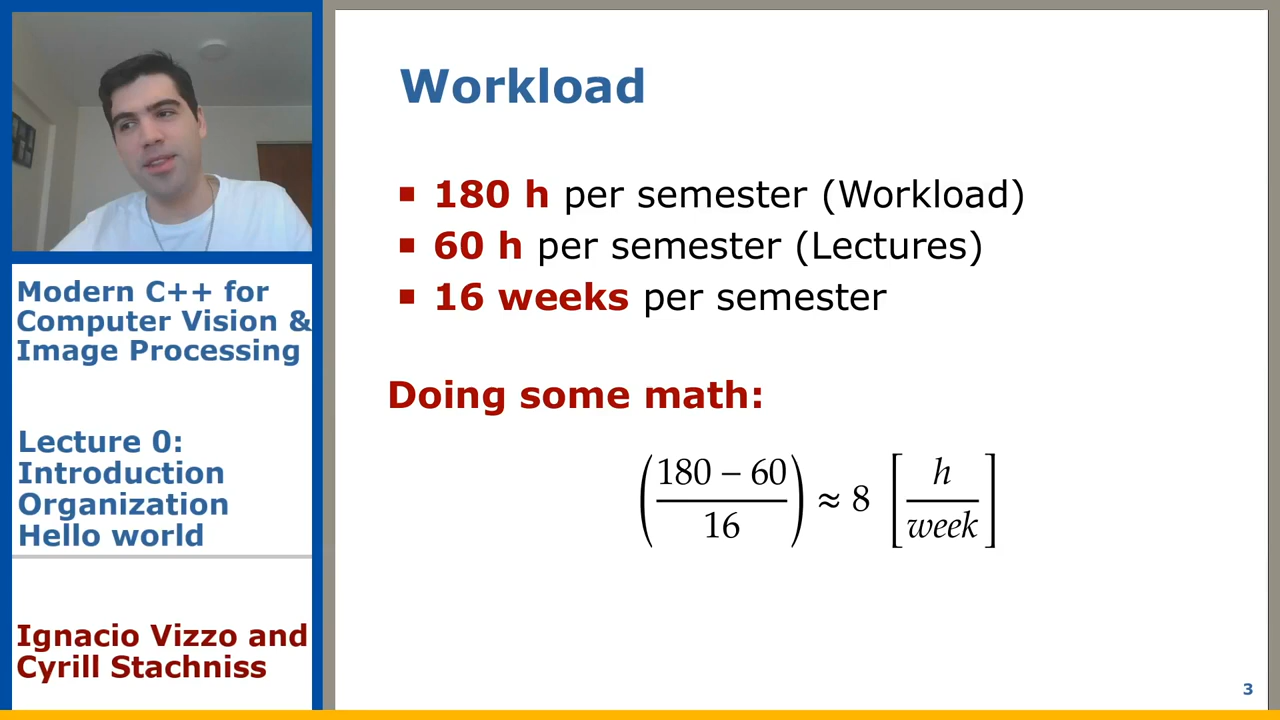 Workload
▪ 180 h per semester (Workload)
▪ 60 h per semester (Lectures)
▪ 16 weeks per semester
Doing some math:
(180 − 60 / 16) ≈ 8 [h / week]
3
Modern C++ for
Computer Vision &
Image Processing
Lecture 0:
Introduction
Organization
Hello world
Ignacio Vizzo and
Cyrill Stachniss